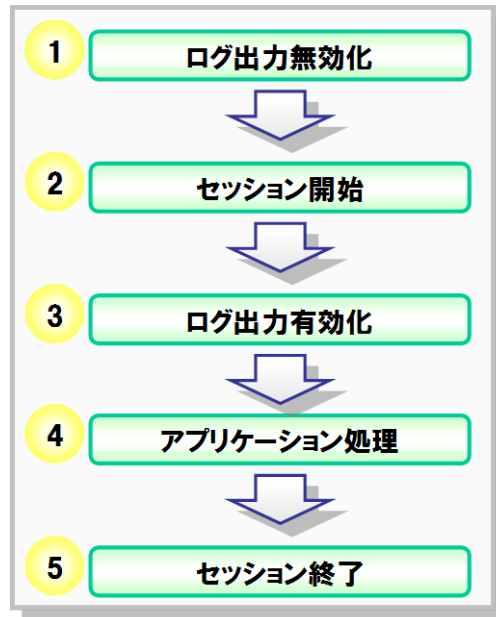 1 ログ出力無効化
2 セッション開始
3 ログ出力有効化
4 アプリケーション処理
5 セッション終了